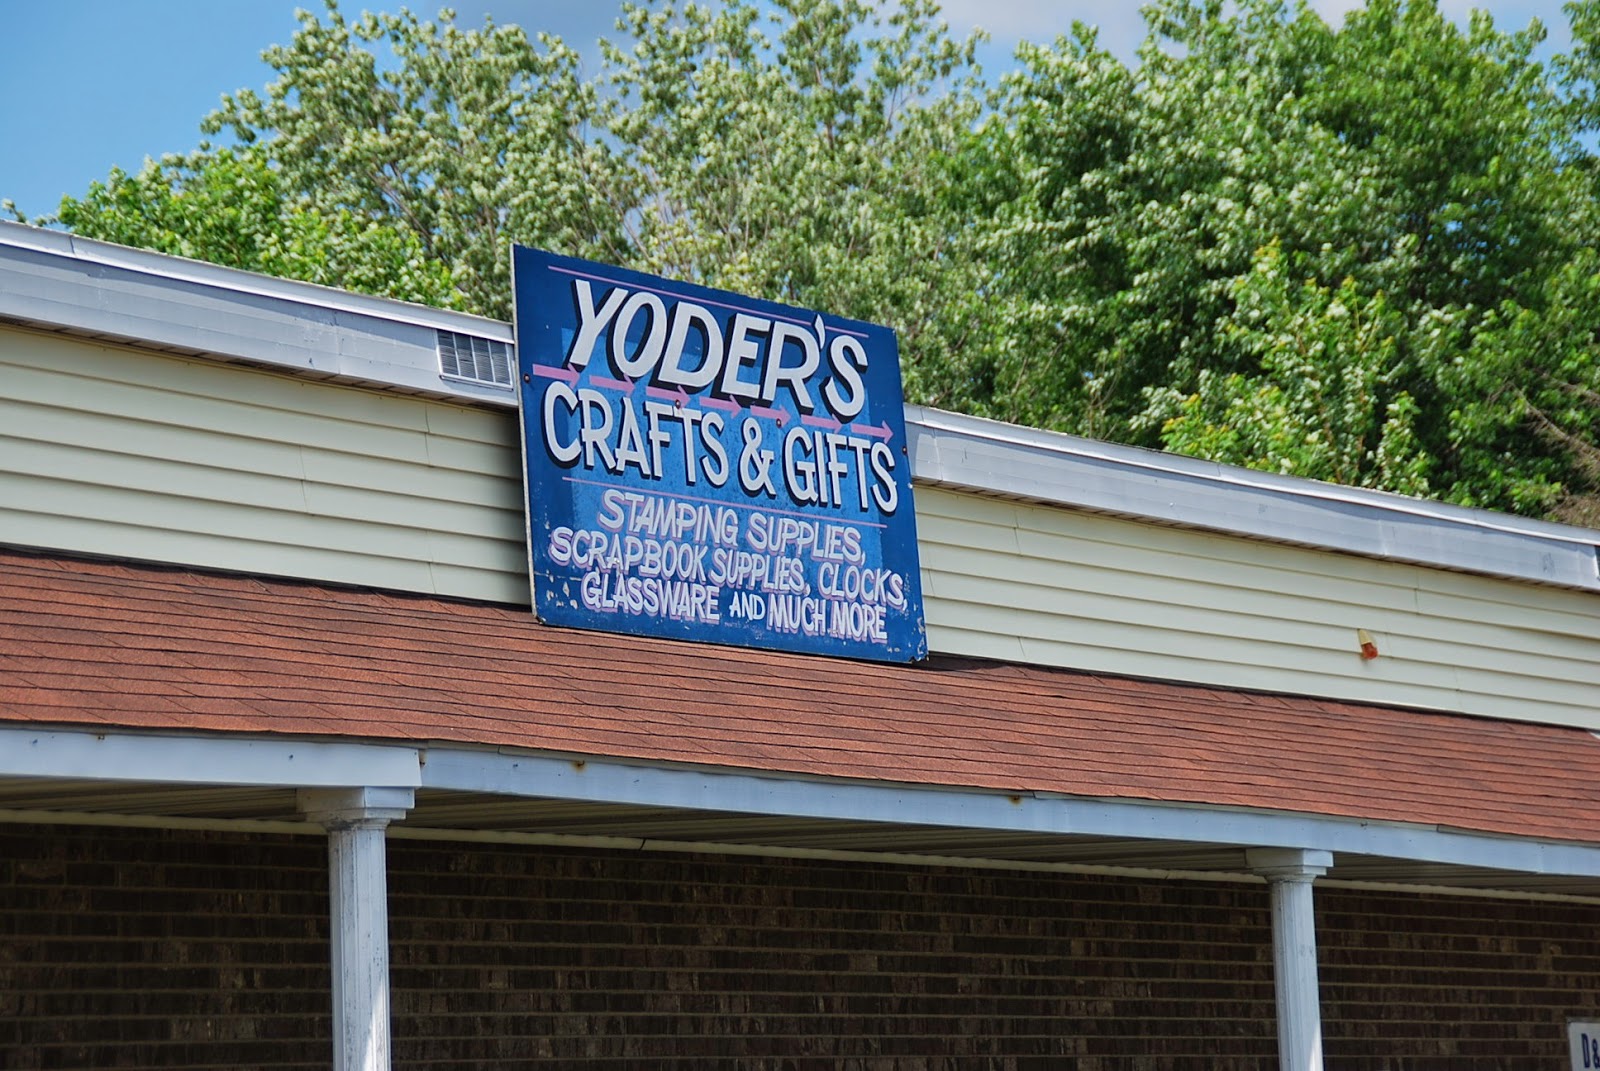 YODER'S
CRAFTS & GIFTS
STAMPING SUPPLIES,
SCRAPBOOK SUPPLIES, CLOCKS,
GLASSWARE AND MUCH MORE
D &